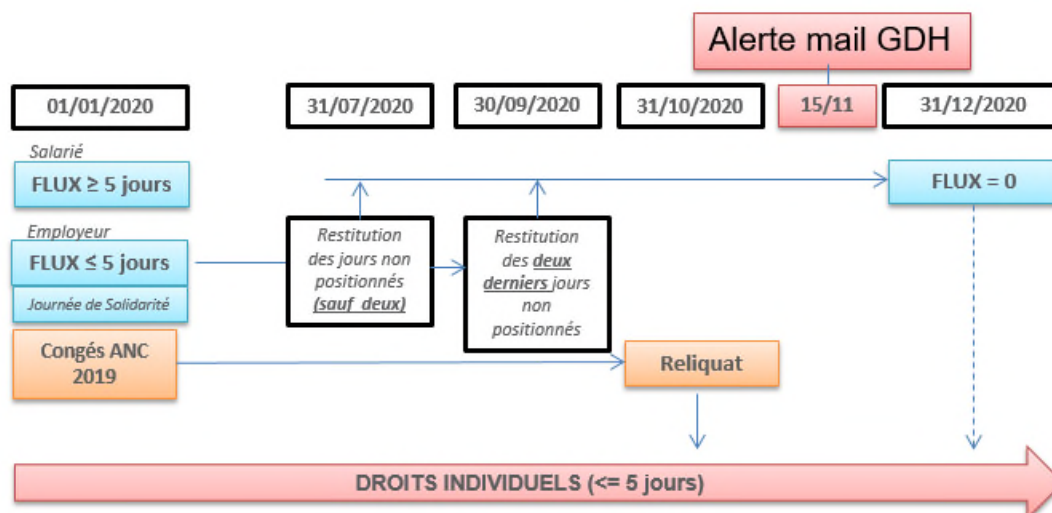 Alerte mail GDH
01/01/2020
31/07/2020
30/09/2020
31/10/2020
15/11
31/12/2020
Salarié
FLUX ≥ 5 jours
FLUX = 0
Employeur
FLUX ≤ 5 jours
Journée de Solidarité
Restitution
des jours non
positionnés
(sauf deux)
Restitution
des deux
derniers jours
non
positionnés
Congés ANC
2019
Reliquat
DROITS INDIVIDUELS (<= 5 jours)